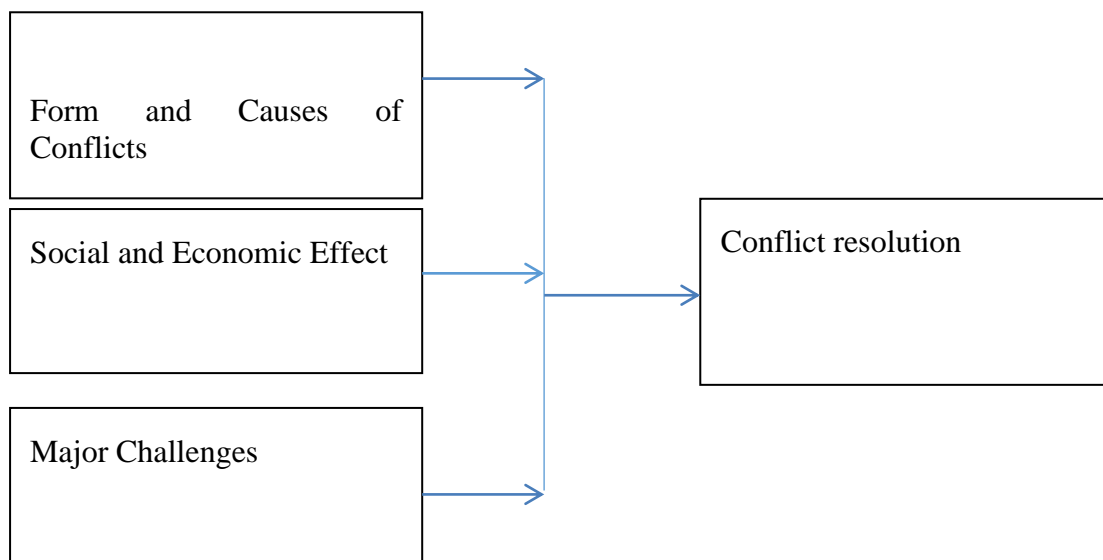 Form and Causes of
Conflicts
Social and Economic Effect
Major Challenges
Conflict resolution